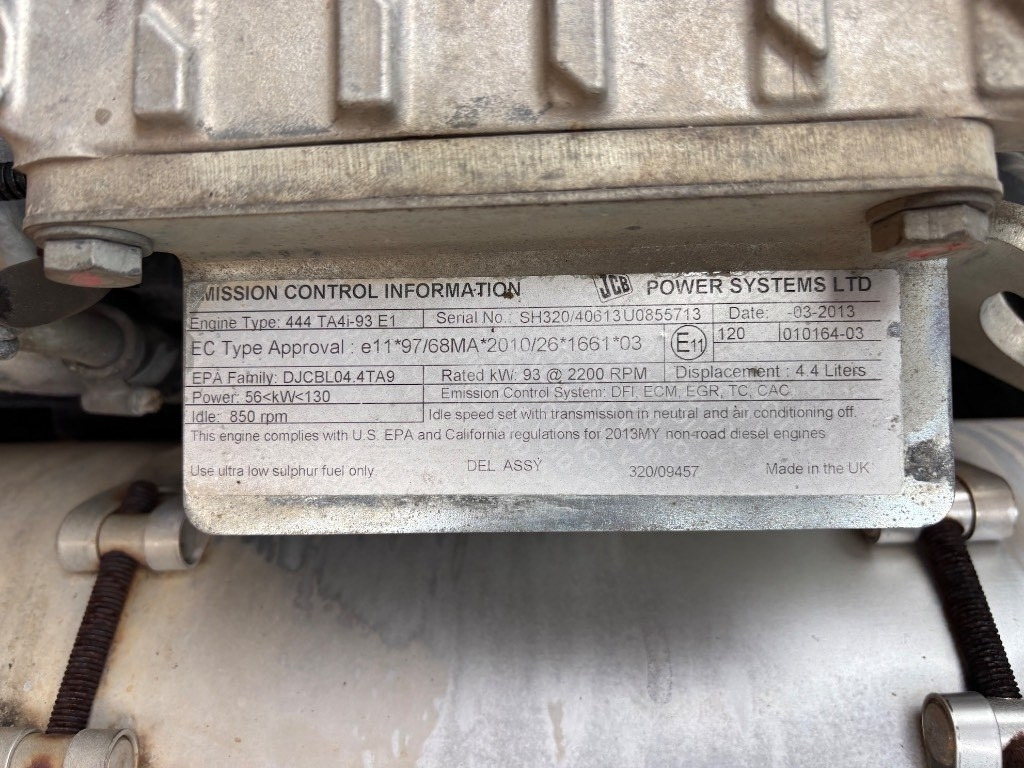 MISSION CONTROL INFORMATION JCB POWER SYSTEMS LTD
Engine Type: 444 TA4i-93 E1 Serial No.: SH320/40613U0855713 Date: -03-2013
EC Type Approval : e11*97/68MA*2010/26*1661*03 E11 120 010164-03
EPA Family: DJCBL04.4TA9 Rated kW: 93 @ 2200 RPM Displacement : 4.4 Liters
Power: 56<kW<130 Emission Control System: DFI, ECM, EGR, TC, CAC
Idle: 850 rpm Idle speed set with transmission in neutral and air conditioning off.
This engine complies with U.S. EPA and California regulations for 2013MY non-road diesel engines
Use ultra low sulphur fuel only DEL ASSY 320/09457 Made in the UK